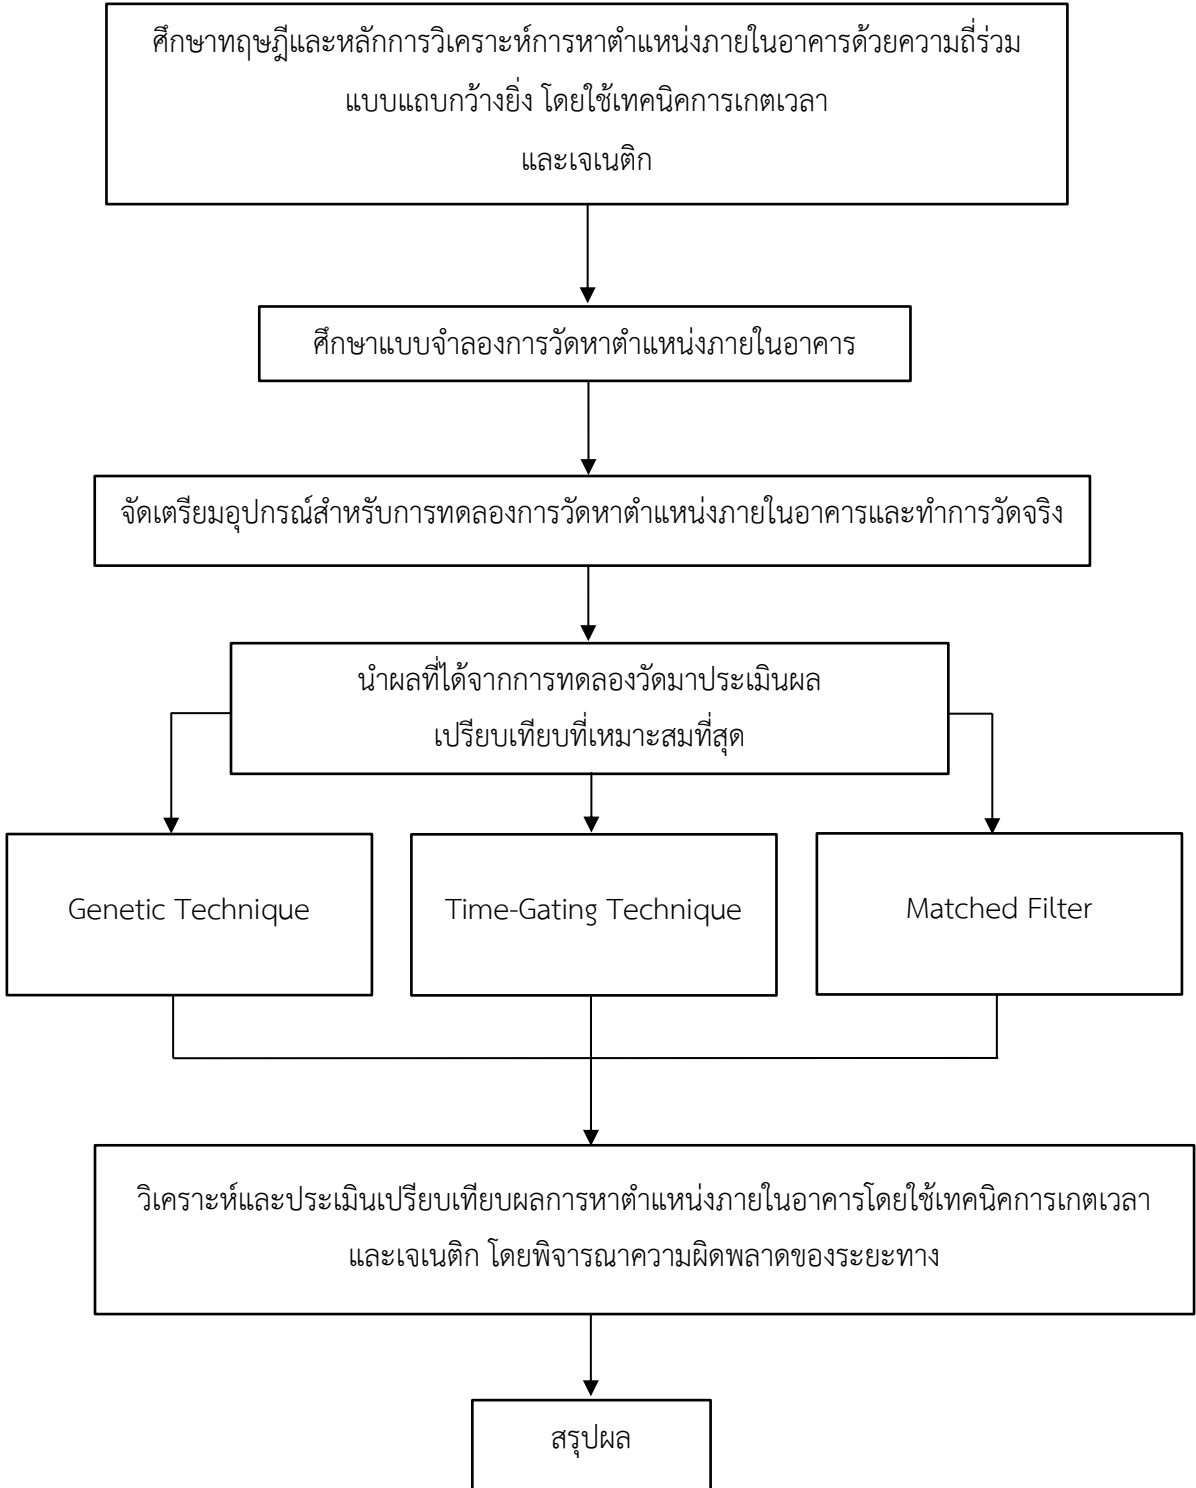 ศึกษาทฤษฎีและหลักการวิเคราะห์การหาตำแหน่งภายในอาคารด้วยความถี่ร่วม
แบบแถบกว้างยิ่ง โดยใช้เทคนิคการเกตเวลา
และเจเนติก
ศึกษาแบบจำลองการวัดหาตำแหน่งภายในอาคาร
จัดเตรียมอุปกรณ์สำหรับการทดลองการวัดหาตำแหน่งภายในอาคารและทำการวัดจริง
นำผลที่ได้จากการทดลองวัดมาประเมินผล
เปรียบเทียบที่เหมาะสมที่สุด
Genetic Technique
Time-Gating Technique
Matched Filter
วิเคราะห์และประเมินเปรียบเทียบผลการหาตำแหน่งภายในอาคารโดยใช้เทคนิคการเกตเวลา
และเจเนติก โดยพิจารณาความผิดพลาดของระยะทาง
สรุปผล